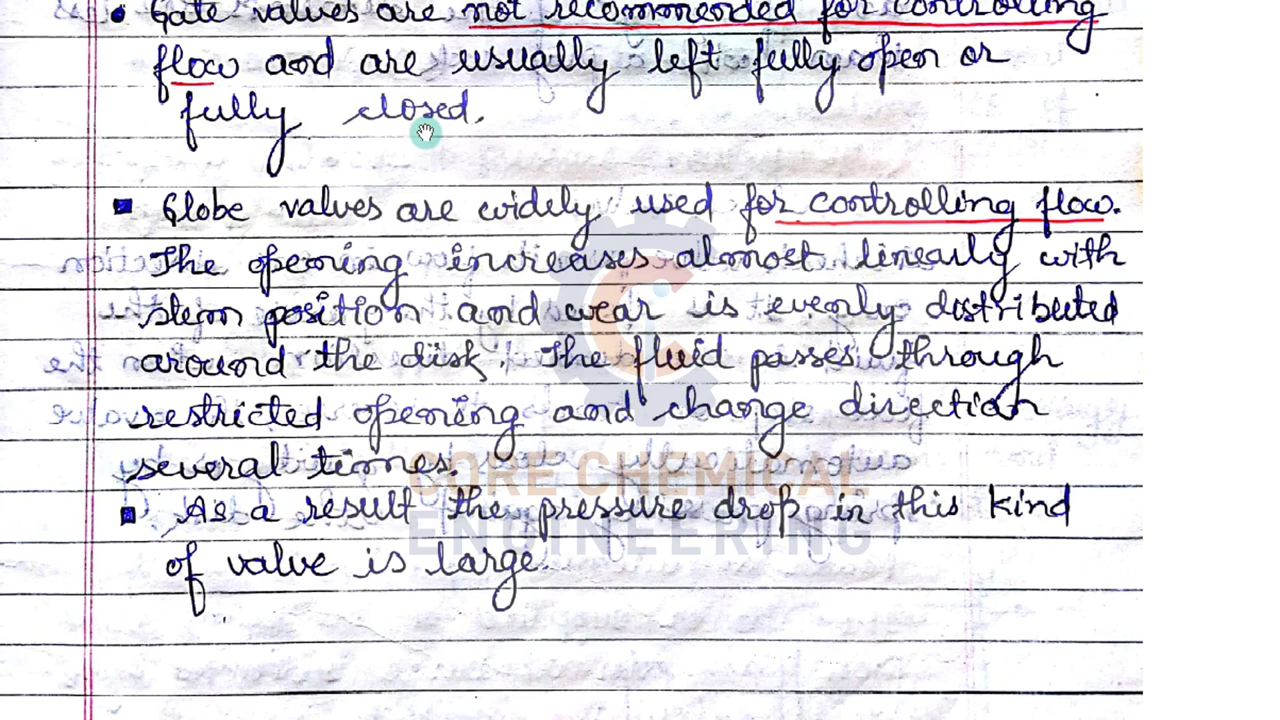 Gate valves are not recommended for controlling
flow and are usually left fully open or
fully closed.
Globe valves are widely used for controlling flow.
The opening increases almost linearly with
stem position and wear is evenly distributed
around the disk. The fluid passes through
restricted opening and change direction
several times.
As a result the pressure drop in this kind
of valve is large.
CORE CHEMICAL
ENGINEERING